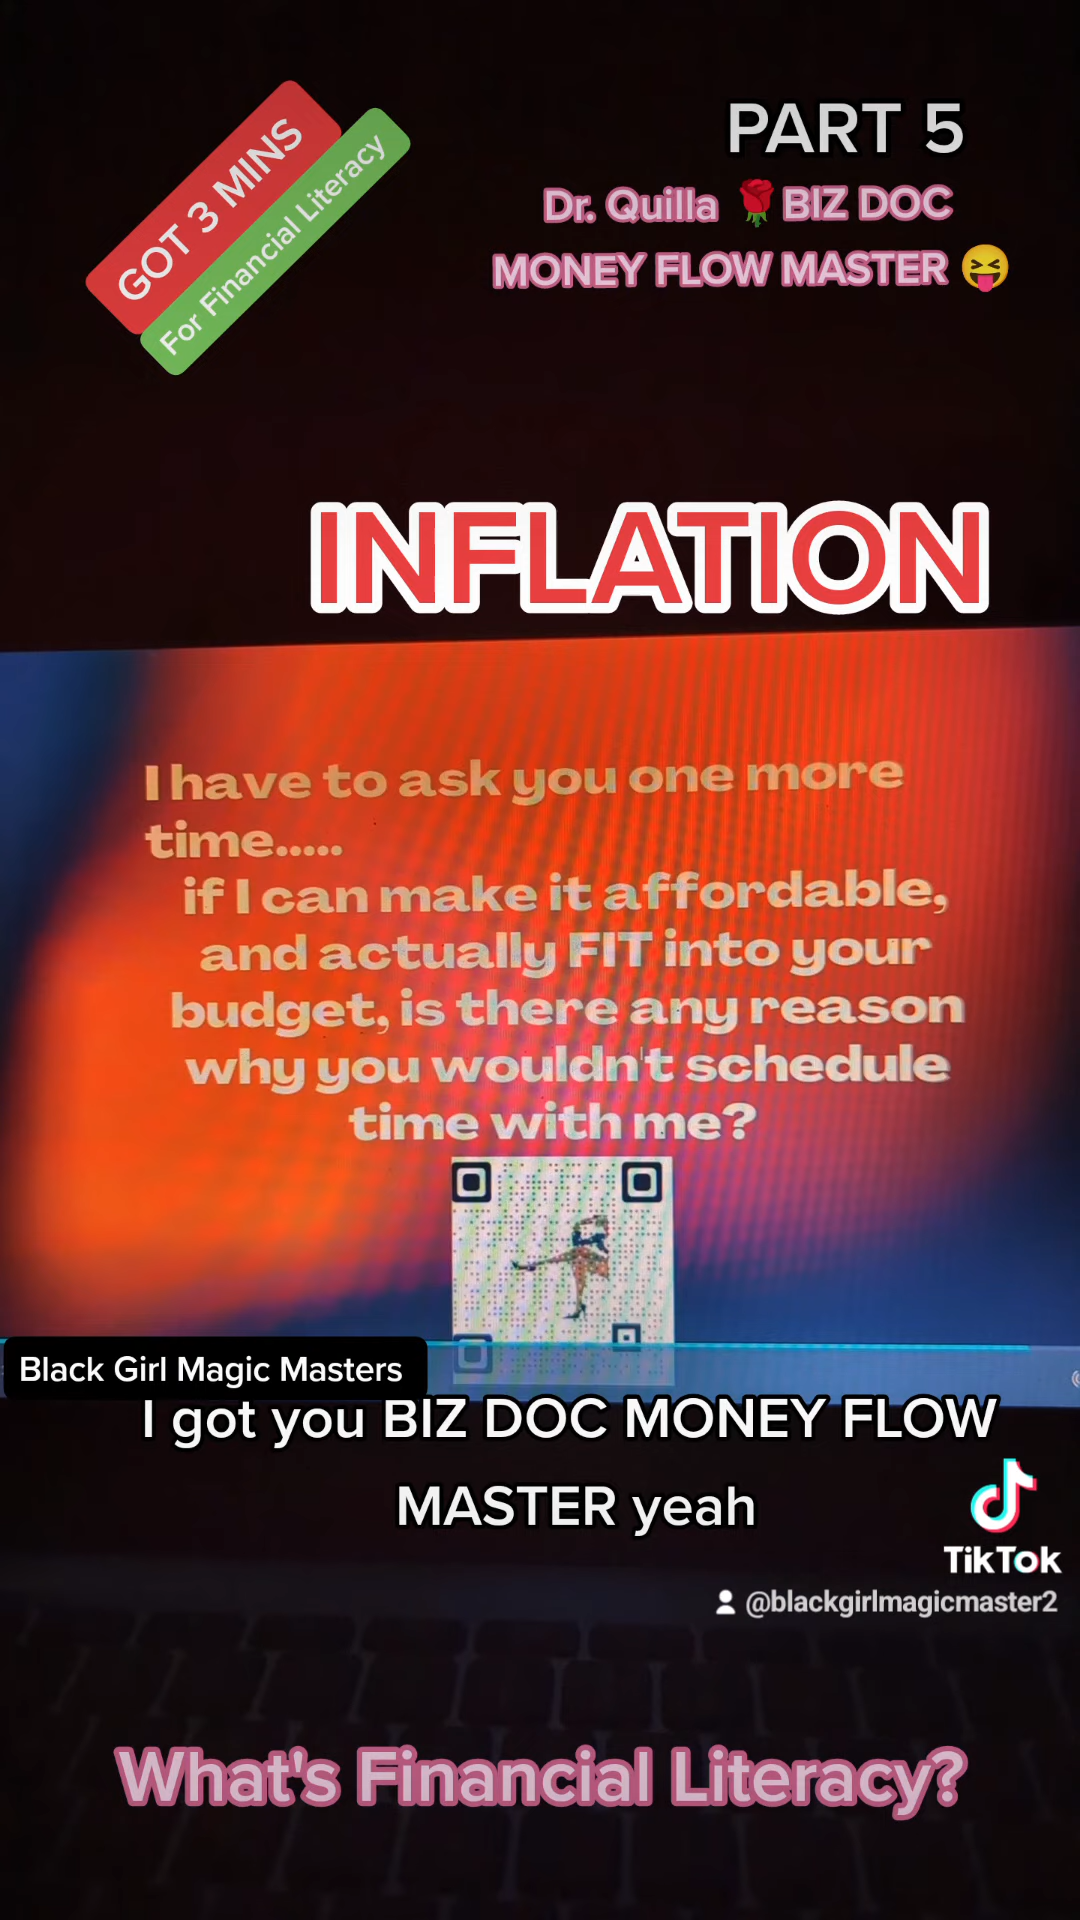 PART 5
GOT 3 MINS
For Financial Literacy
Dr. Quilla 🌹BIZ DOC
MONEY FLOW MASTER 😝
INFLATION
I have to ask you one more
time.....
if I can make it affordable,
and actually FIT into your
budget, is there any reason
why you wouldn't schedule
time with me?
Black Girl Magic Masters
I got you BIZ DOC MONEY FLOW
MASTER yeah
TikTok
@blackgirlmagicmaster2
What's Financial Literacy?